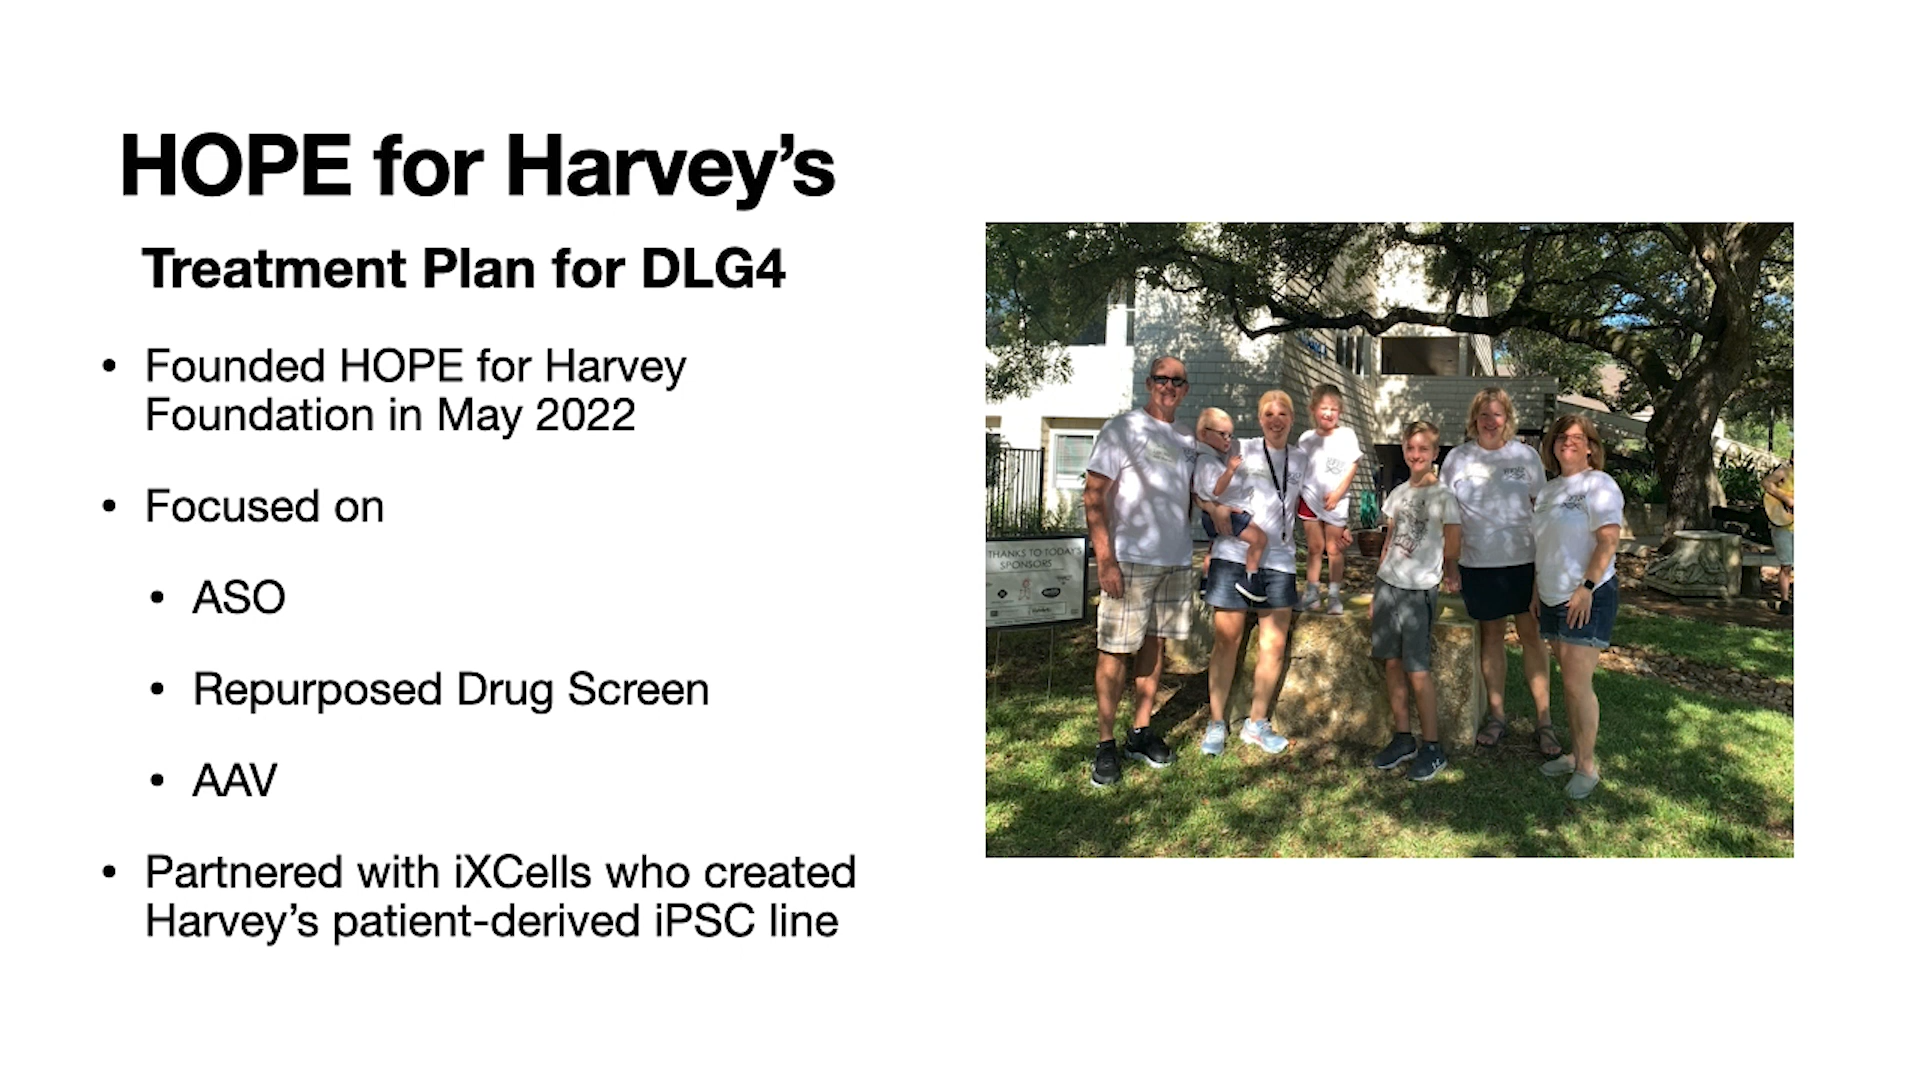 HOPE for Harvey’s
Treatment Plan for DLG4
• Founded HOPE for Harvey
Foundation in May 2022
• Focused on
• ASO
• Repurposed Drug Screen
• AAV
• Partnered with iXCells who created
Harvey’s patient-derived iPSC line
THANKS TO TODAY'S
SPONSORS